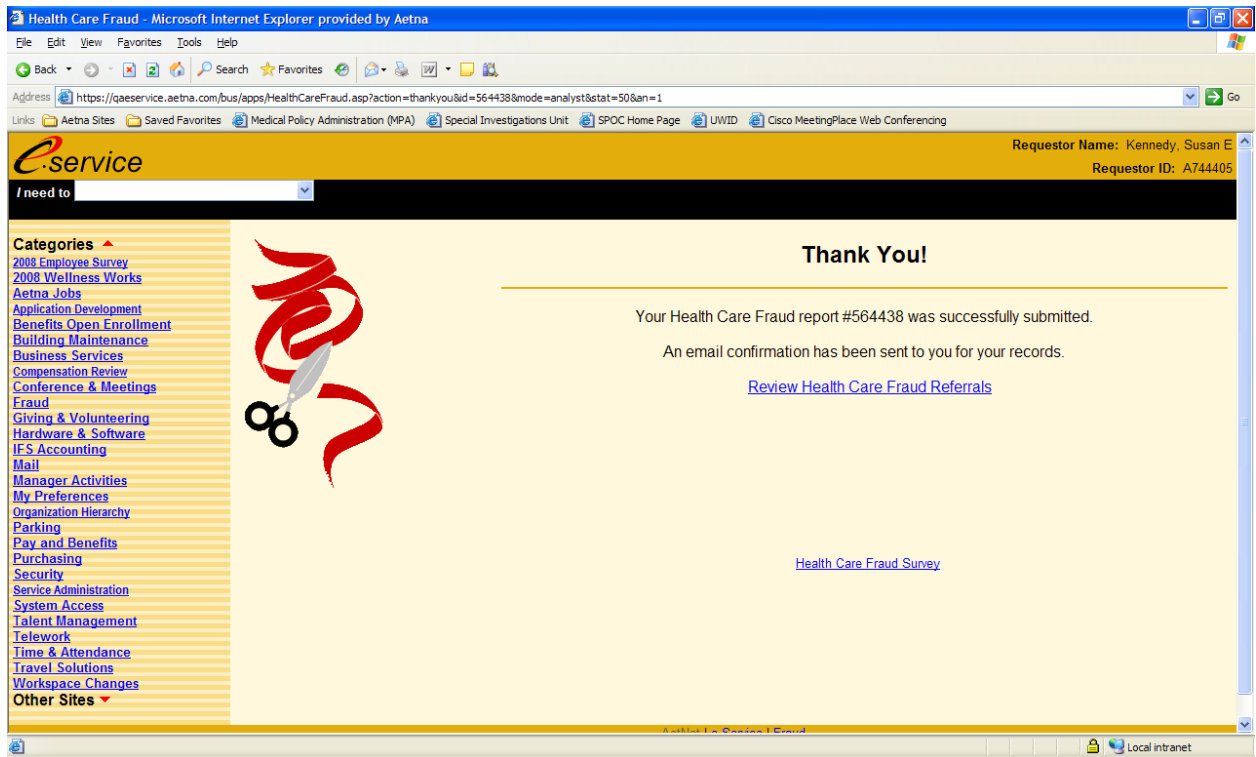 Health Care Fraud - Microsoft Internet Explorer provided by Aetna
File Edit View Favorites Tools Help
Back Search Favorites
Address https://qaeservice.aetna.com/bus/apps/HealthCareFraud.asp?action=thankyou&id=564438&mode=analyst&stat=50&an=1 Go
Links Aetna Sites Saved Favorites Medical Policy Administration (MPA) Special Investigations Unit SPOC Home Page UWID Cisco MeetingPlace Web Conferencing
e.service
Requestor Name: Kennedy, Susan E
Requestor ID: A744405
I need to
Categories
2008 Employee Survey
2008 Wellness Works
Aetna Jobs
Application Development
Benefits Open Enrollment
Building Maintenance
Business Services
Compensation Review
Conference & Meetings
Fraud
Giving & Volunteering
Hardware & Software
IFS Accounting
Mail
Manager Activities
My Preferences
Organization Hierarchy
Parking
Pay and Benefits
Purchasing
Security
Service Administration
System Access
Talent Management
Telework
Time & Attendance
Travel Solutions
Workspace Changes
Other Sites
Thank You!
Your Health Care Fraud report #564438 was successfully submitted.
An email confirmation has been sent to you for your records.
Review Health Care Fraud Referrals
Health Care Fraud Survey
AetNet | e.Service | Fraud
Local intranet